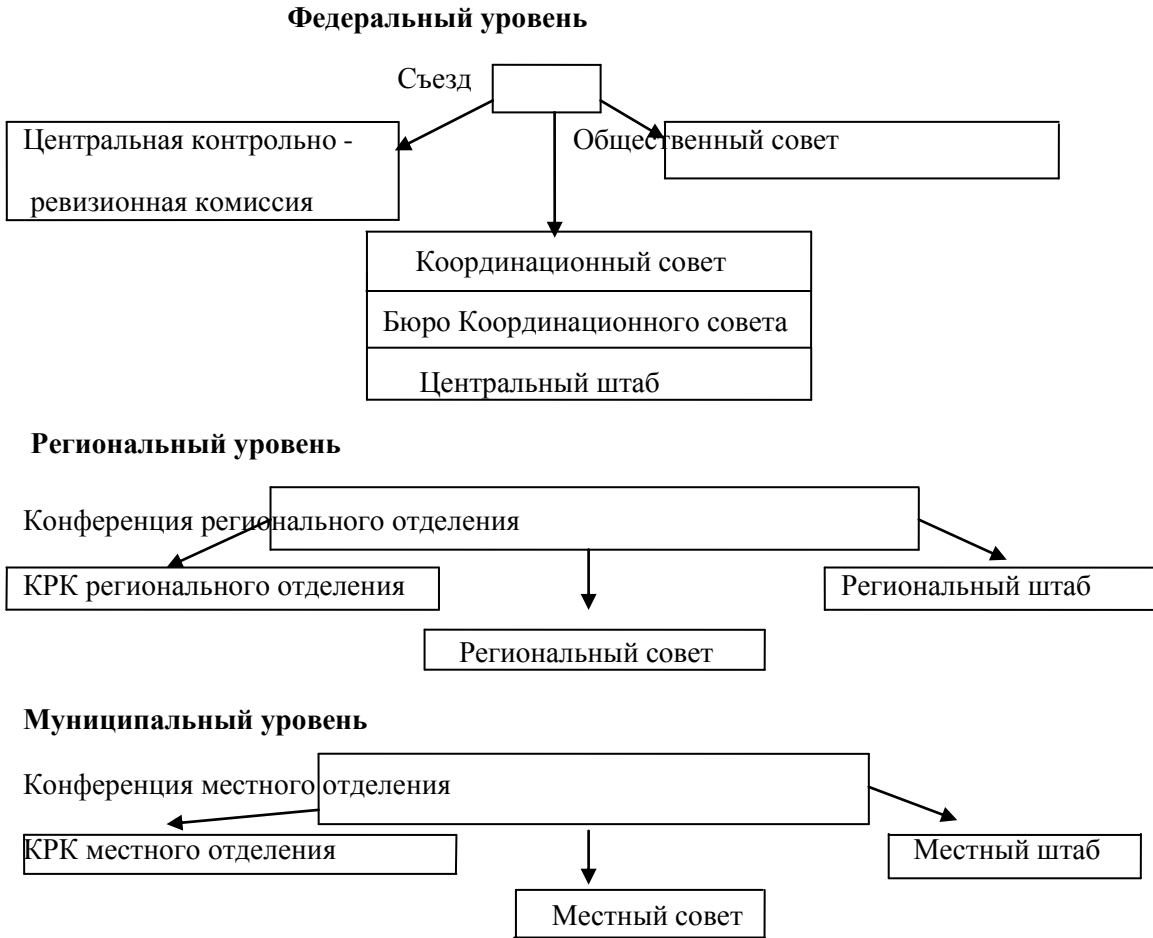 Федеральный уровень
Съезд
Центральная контрольно -
ревизионная комиссия
Общественный совет
Координационный совет
Бюро Координационного совета
Центральный штаб
Региональный уровень
Конференция регионального отделения
КРК регионального отделения
Региональный штаб
Региональный совет
Муниципальный уровень
Конференция местного отделения
КРК местного отделения
Местный штаб
Местный совет